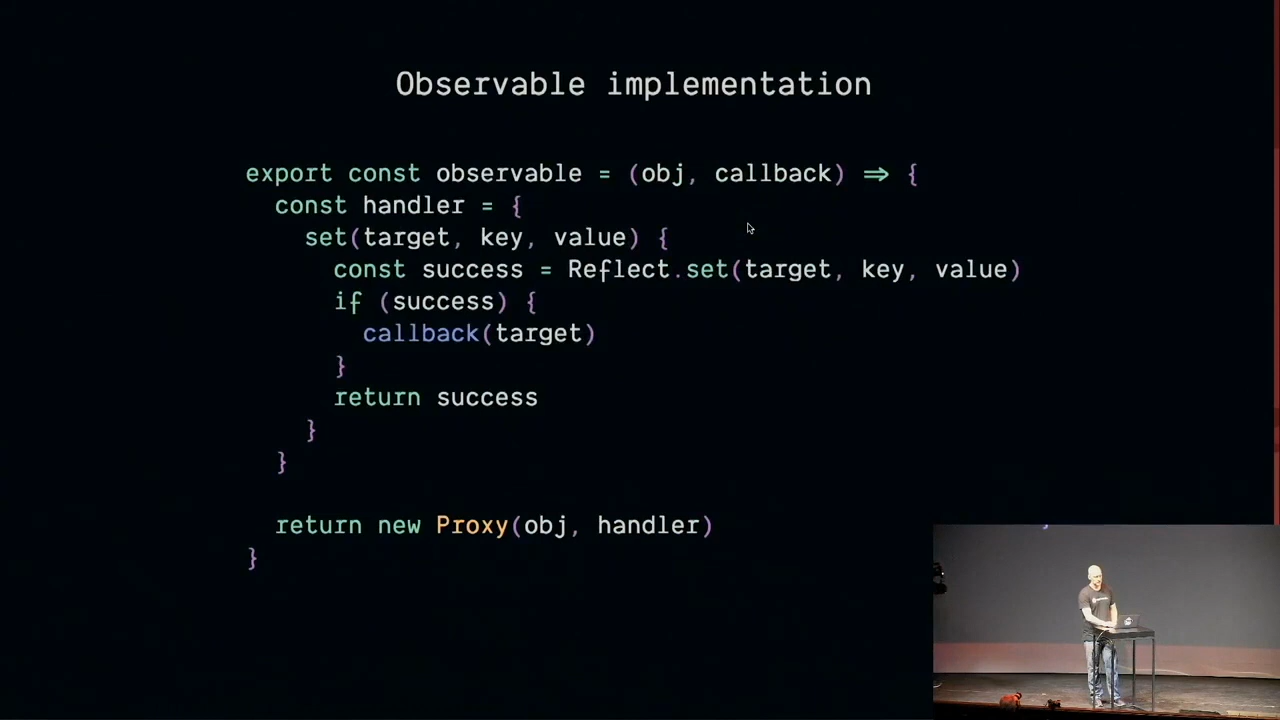 Observable implementation
export const observable = (obj, callback) => {
  const handler = {
    set(target, key, value) {
      const success = Reflect.set(target, key, value)
      if (success) {
        callback(target)
      }
      return success
    }
  }

  return new Proxy(obj, handler)
}